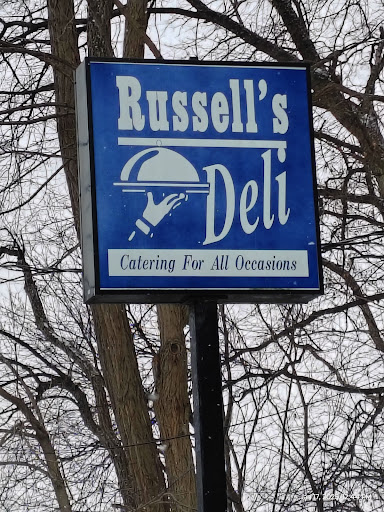 Russell's
Deli
Catering For All Occasions